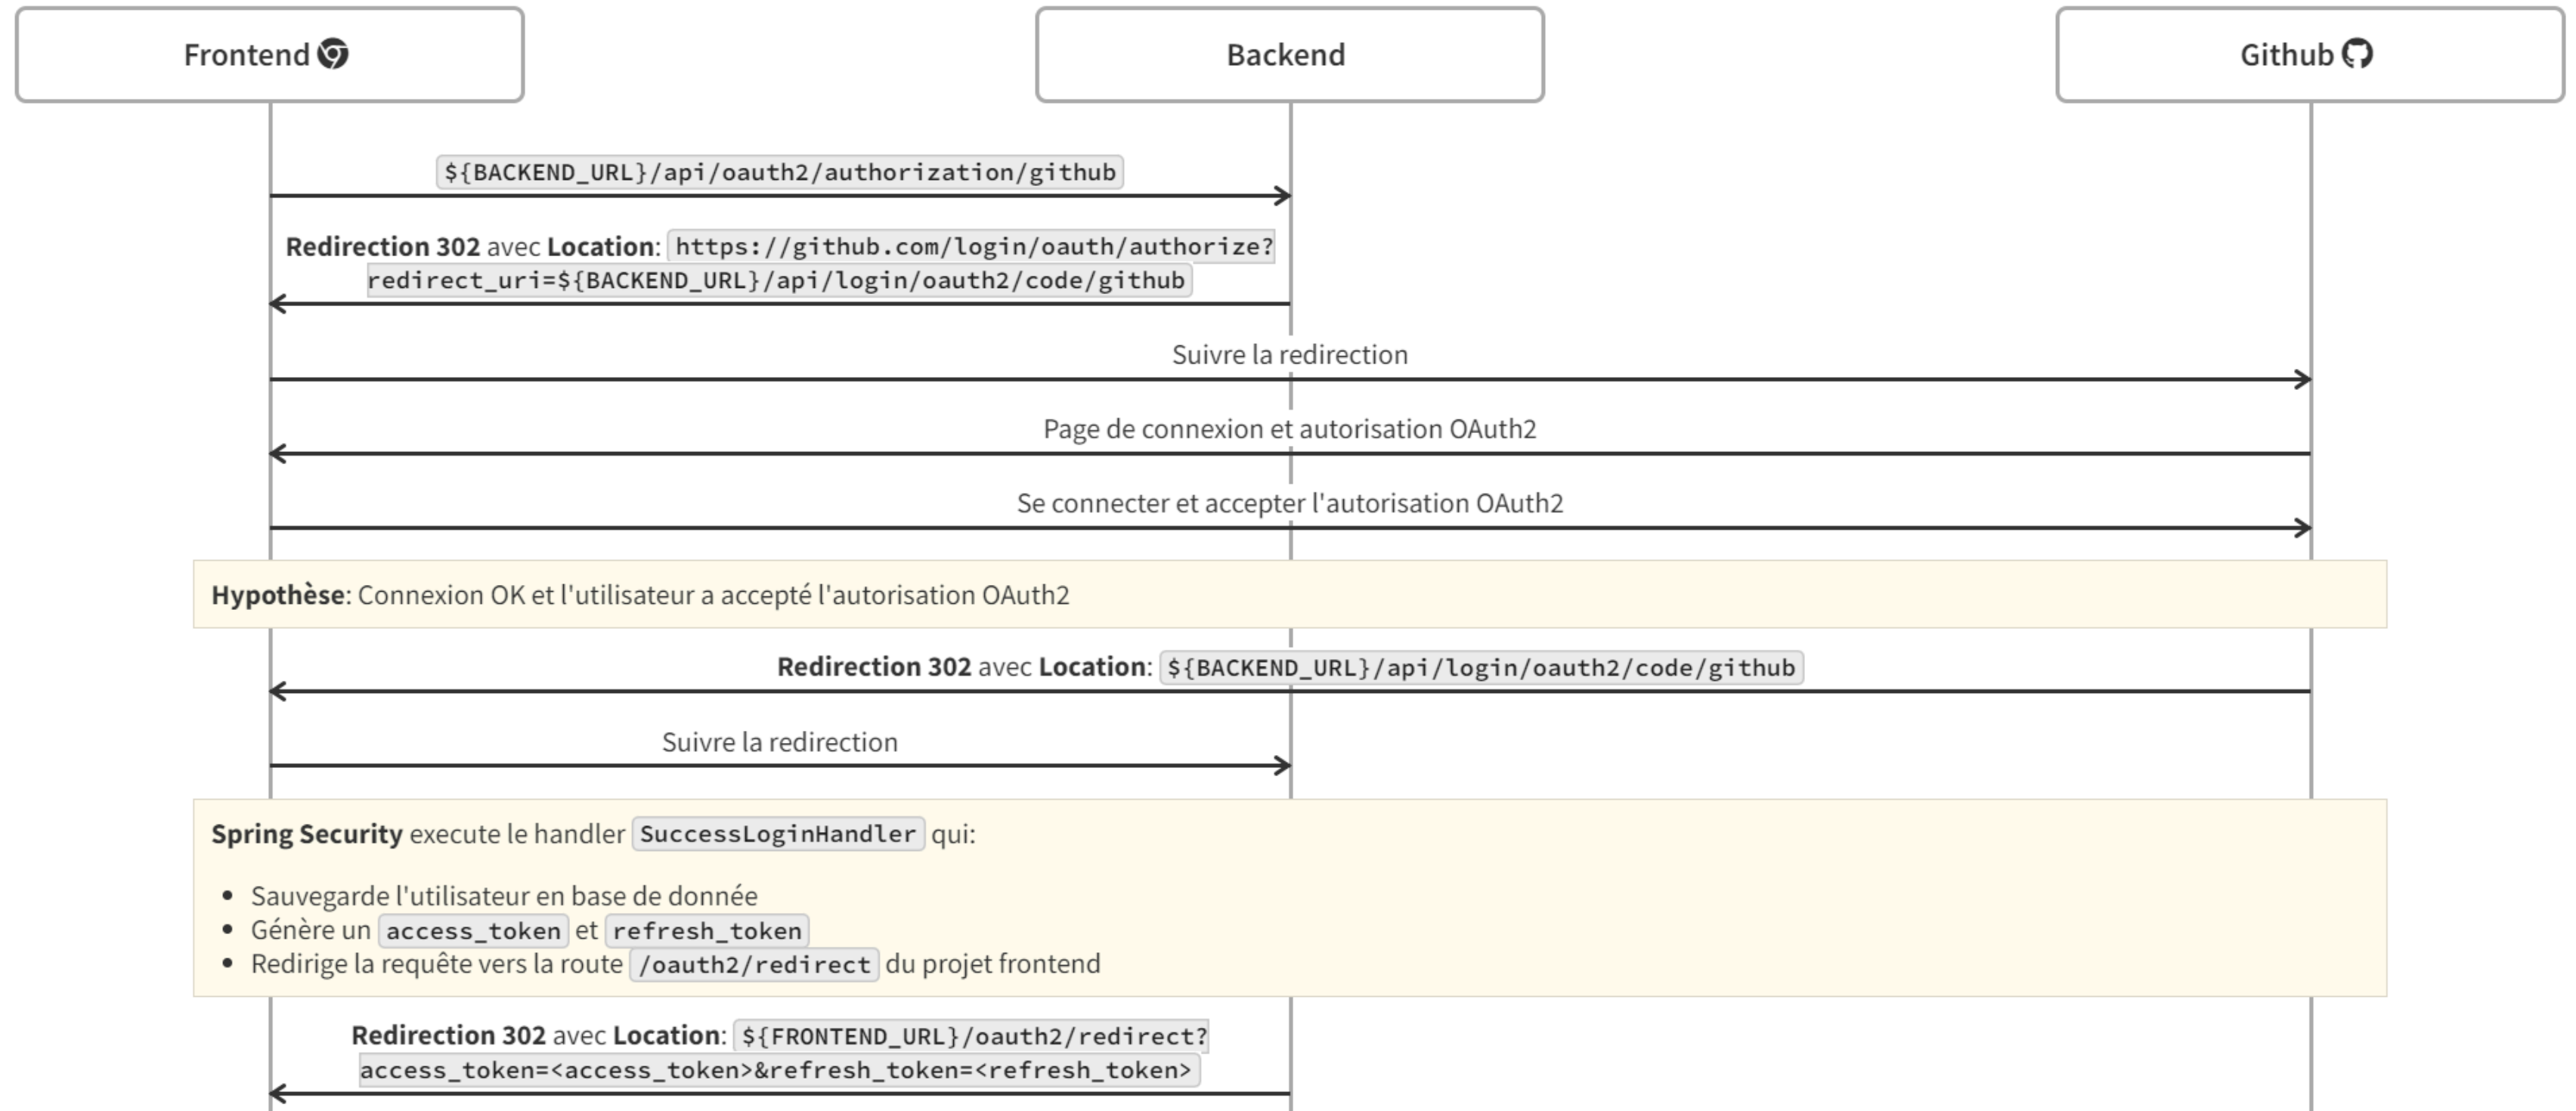 Frontend
Backend
Github
${BACKEND_URL}/api/oauth2/authorization/github
Redirection 302 avec Location: https://github.com/login/oauth/authorize?
redirect_uri=${BACKEND_URL}/api/login/oauth2/code/github
Suivre la redirection
Page de connexion et autorisation OAuth2
Se connecter et accepter l'autorisation OAuth2
Hypothèse: Connexion OK et l'utilisateur a accepté l'autorisation OAuth2
Redirection 302 avec Location: ${BACKEND_URL}/api/login/oauth2/code/github
Suivre la redirection
Spring Security execute le handler SuccessLoginHandler qui:
• Sauvegarde l'utilisateur en base de donnée
• Génère un access_token et refresh_token
• Redirige la requête vers la route /oauth2/redirect du projet frontend
Redirection 302 avec Location: ${FRONTEND_URL}/oauth2/redirect?
access_token=<access_token>&refresh_token=<refresh_token>